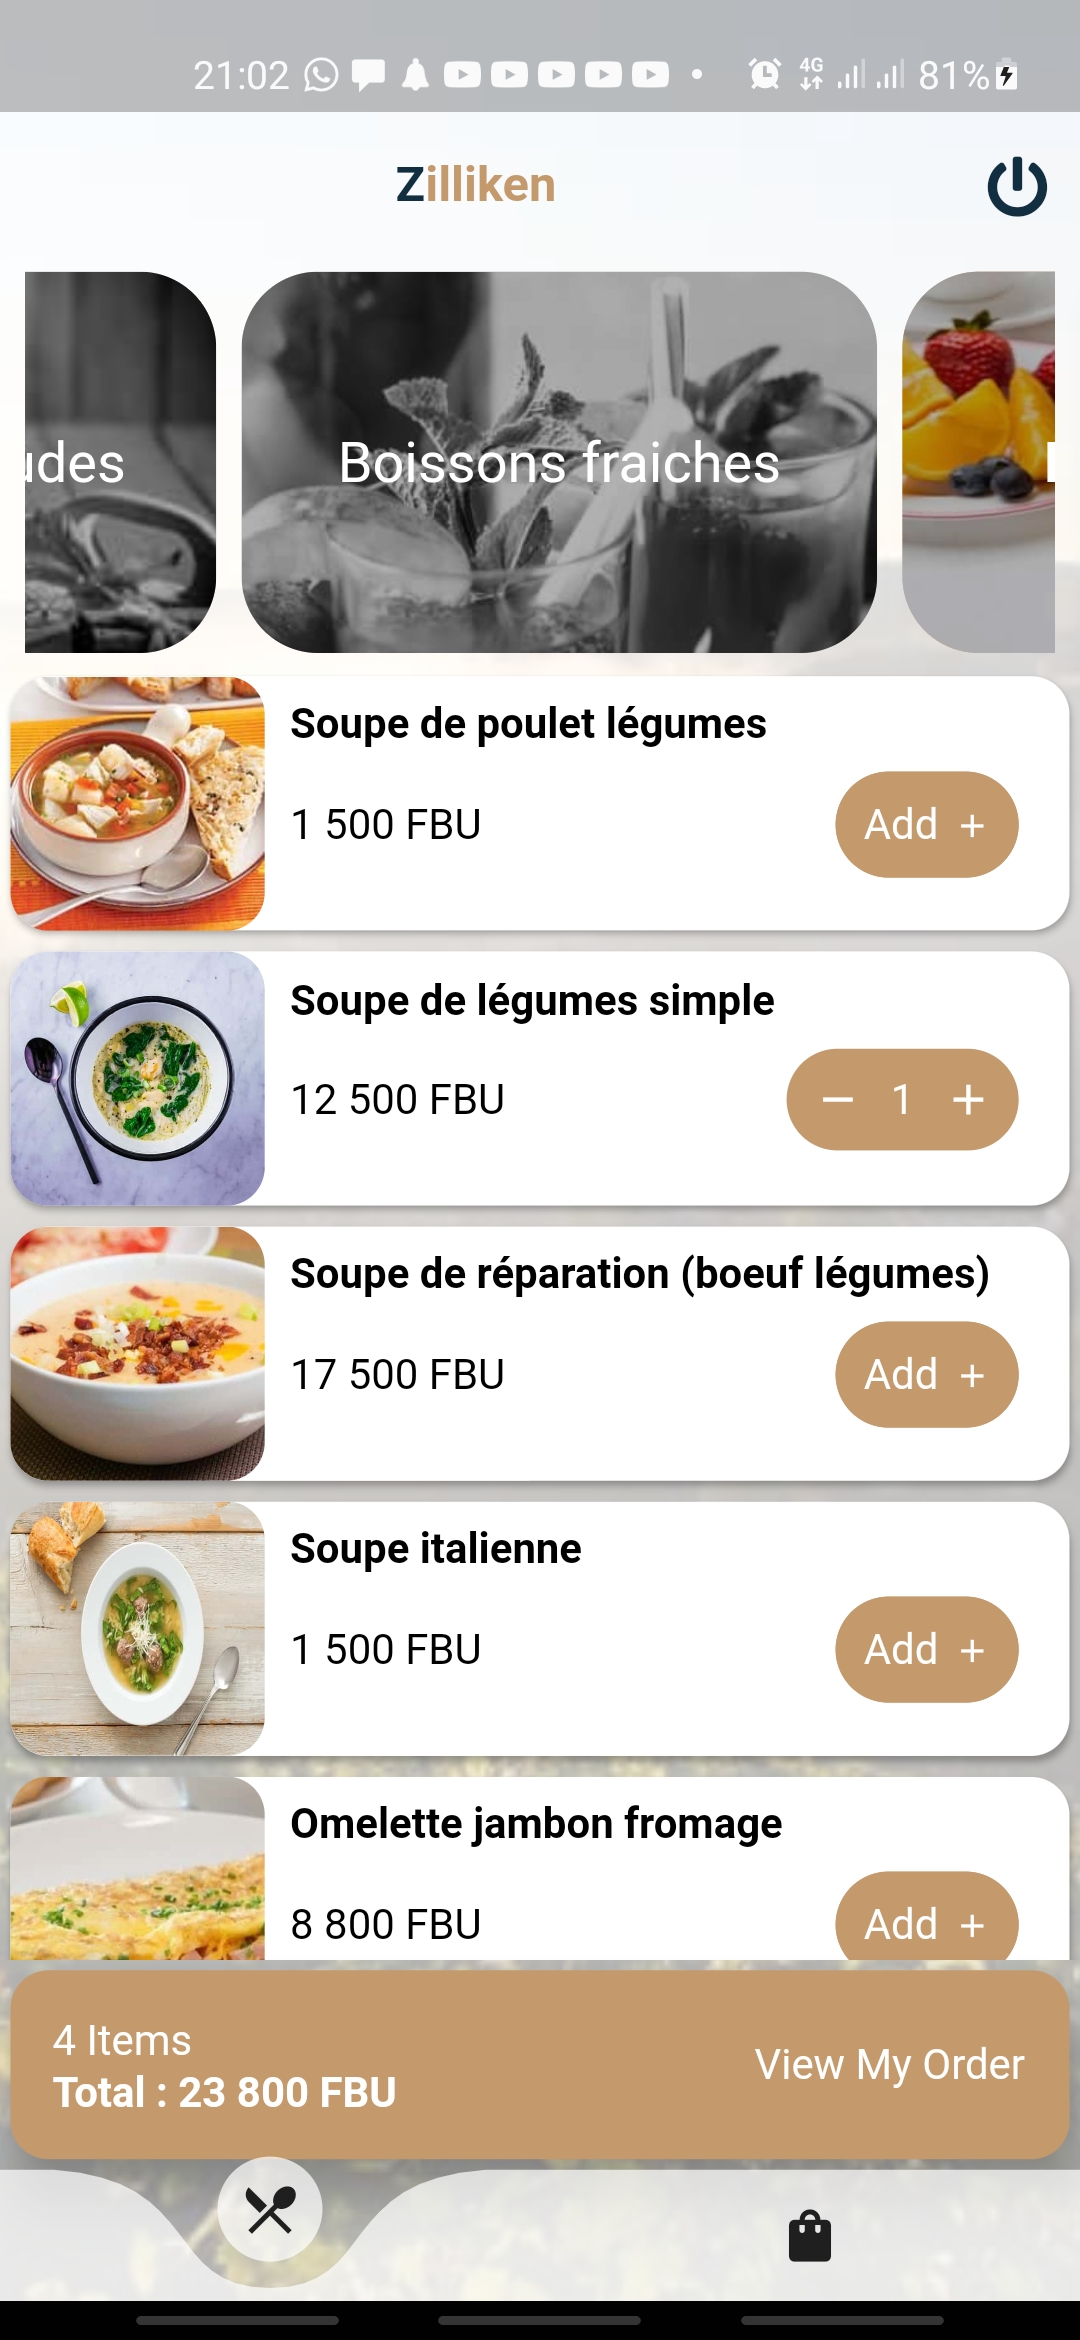 21:02 4G 81%
Zilliken
udes
Boissons fraiches
Soupe de poulet légumes
1 500 FBU
Add +
Soupe de légumes simple
12 500 FBU
− 1 +
Soupe de réparation (boeuf légumes)
17 500 FBU
Add +
Soupe italienne
1 500 FBU
Add +
Omelette jambon fromage
8 800 FBU
Add +
4 Items
Total : 23 800 FBU
View My Order